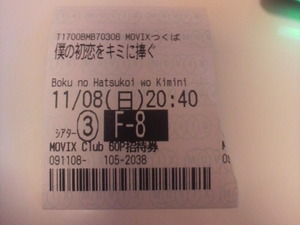 T1700BMB70306 MOVIXつくば
僕の初恋をキミに捧ぐ
Boku no Hatsukoi wo Kimini
11/08(日)20:40
シアター ③ F-8
MOVIX Club 60P招待券
091108- 105-2038